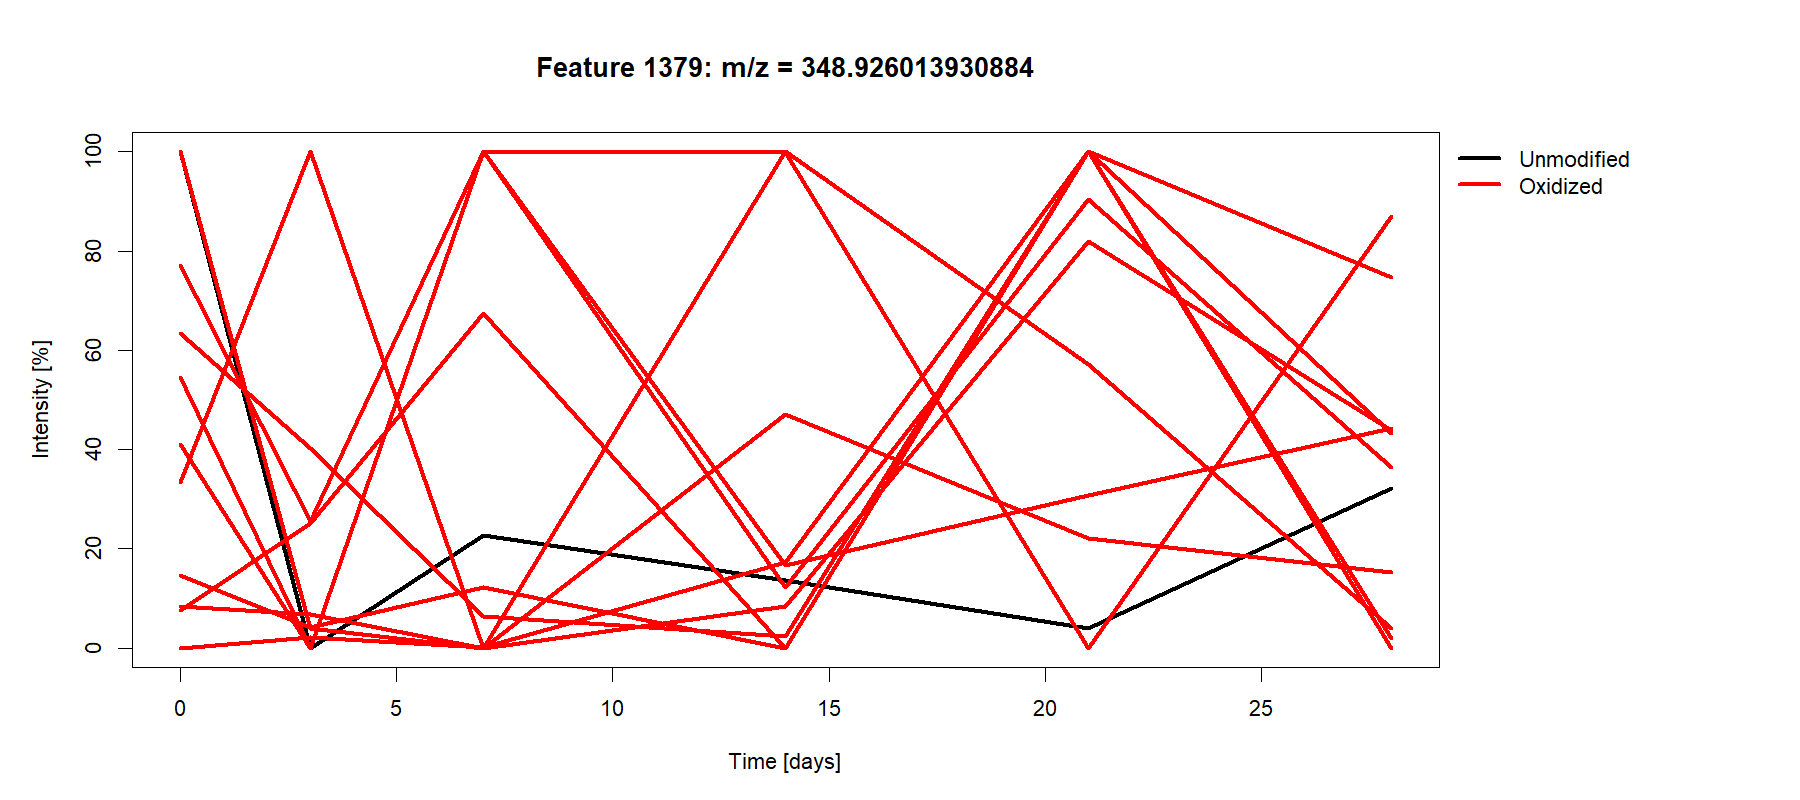 Feature 1379: m/z = 348.926013930884
Unmodified
Oxidized
Intensity [%]
100
80
60
40
20
0
0 5 10 15 20 25
Time [days]